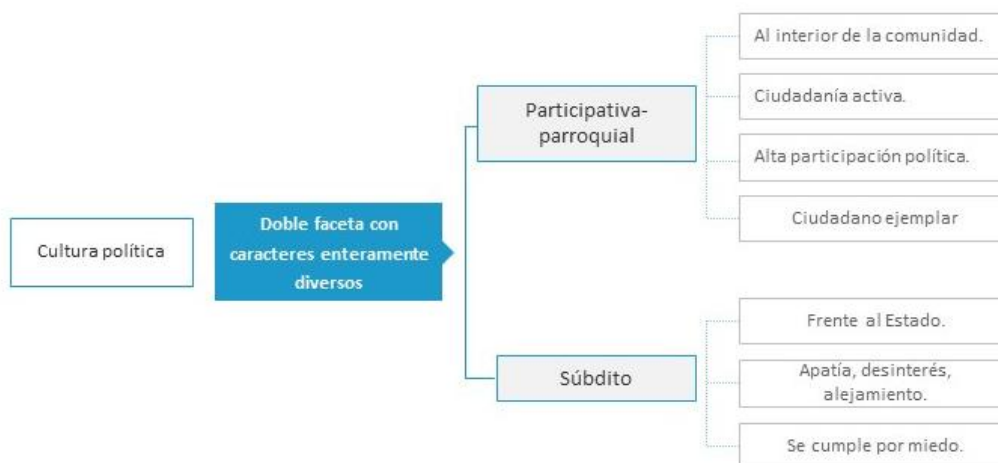 Cultura política
Doble faceta con
caracteres enteramente
diversos
Participativa-
parroquial
Al interior de la comunidad.
Ciudadanía activa.
Alta participación política.
Ciudadano ejemplar
Súbdito
Frente al Estado.
Apatía, desinterés,
alejamiento.
Se cumple por miedo.